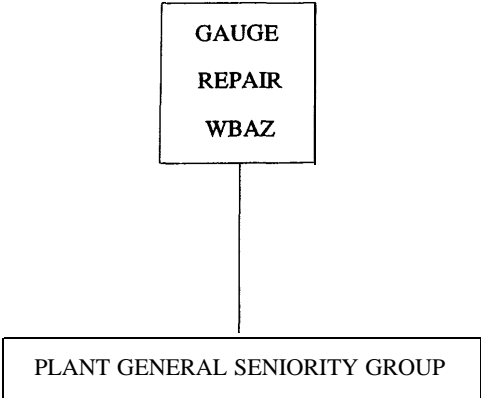 GAUGE
REPAIR
WBAZ
PLANT GENERAL SENIORITY GROUP